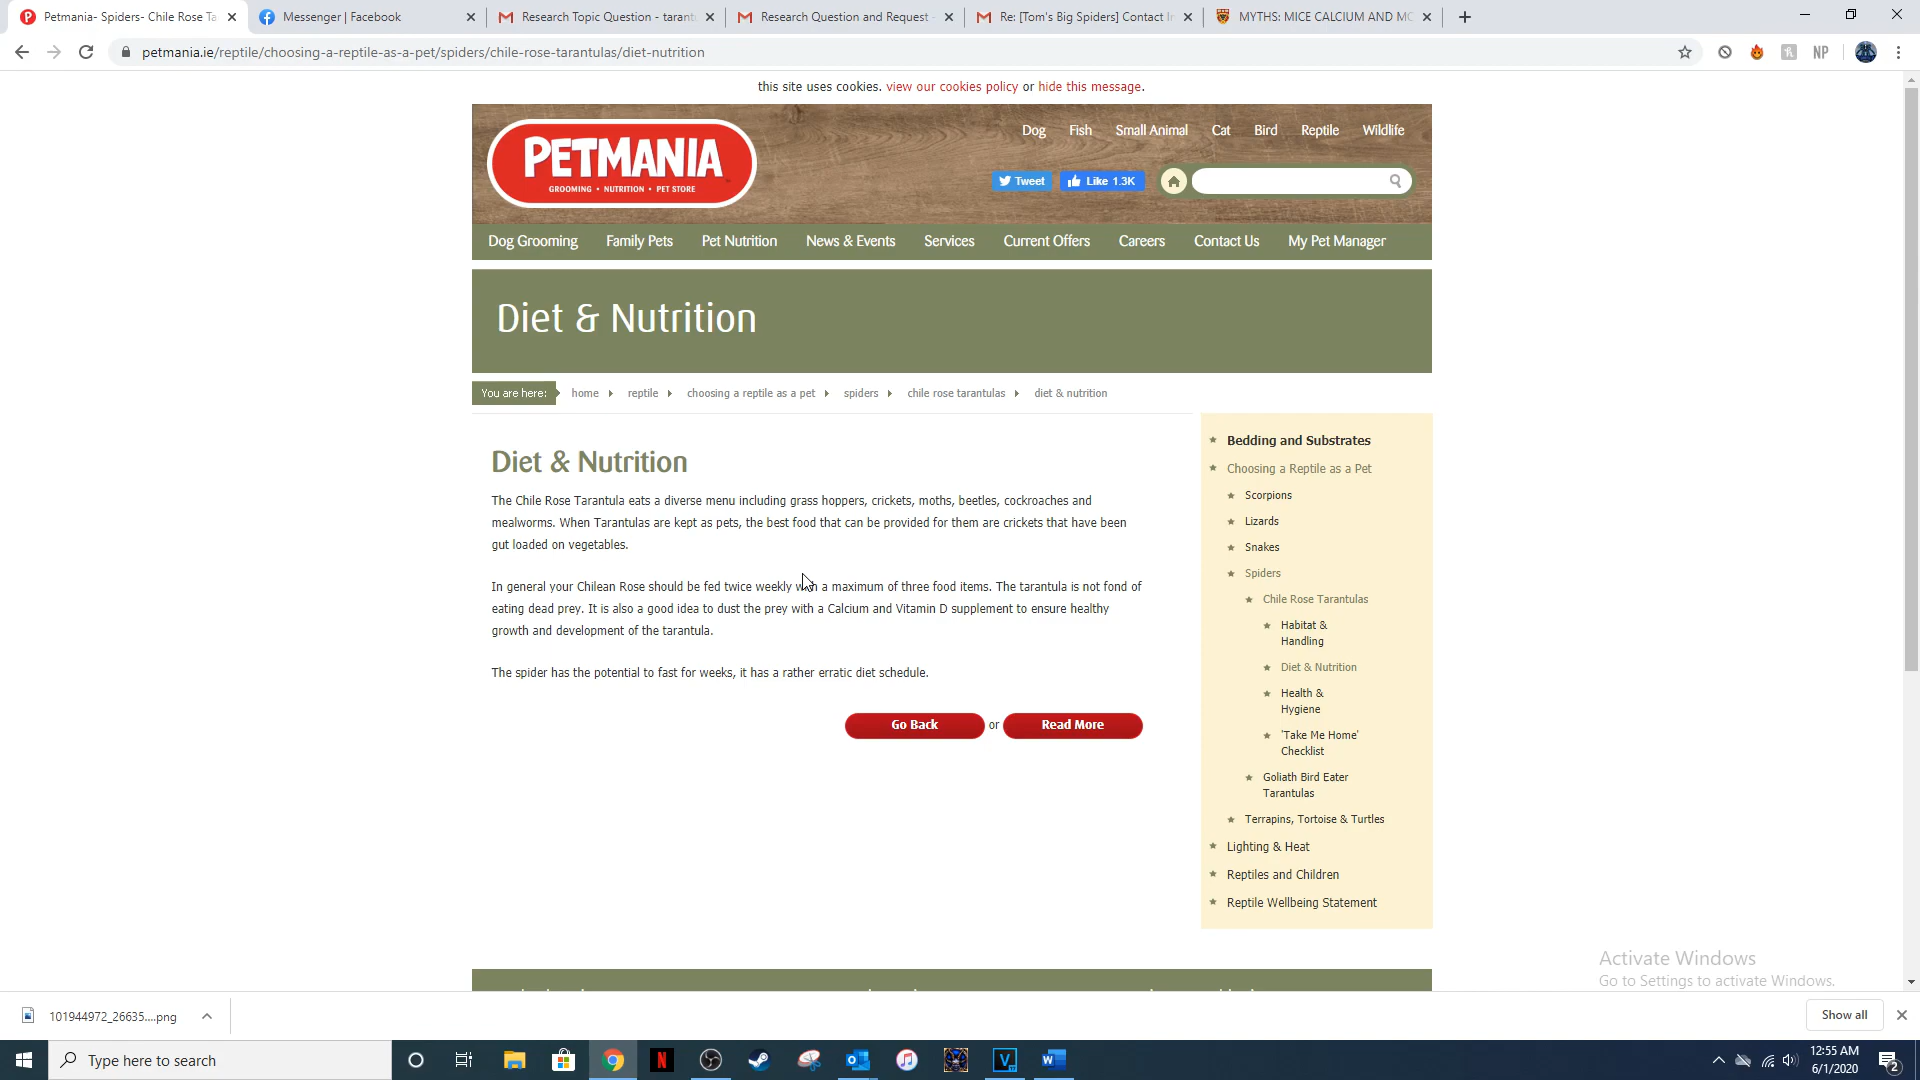 Petmania- Spiders- Chile Rose Ta
Messenger | Facebook
Research Topic Question - tarant
Research Question and Request -
Re: [Tom's Big Spiders] Contact In
MYTHS: MICE CALCIUM AND MO
petmania.ie/reptile/choosing-a-reptile-as-a-pet/spiders/chile-rose-tarantulas/diet-nutrition
NP
this site uses cookies. view our cookies policy or hide this message.
PETMANIA
GROOMING • NUTRITION • PET STORE
Dog Fish Small Animal Cat Bird Reptile Wildlife
Tweet Like 1.3K
Dog Grooming Family Pets Pet Nutrition News & Events Services Current Offers Careers Contact Us My Pet Manager
Diet & Nutrition
You are here: home reptile choosing a reptile as a pet spiders chile rose tarantulas diet & nutrition
Diet & Nutrition
The Chile Rose Tarantula eats a diverse menu including grass hoppers, crickets, moths, beetles, cockroaches and
mealworms. When Tarantulas are kept as pets, the best food that can be provided for them are crickets that have been
gut loaded on vegetables.
In general your Chilean Rose should be fed twice weekly with a maximum of three food items. The tarantula is not fond of
eating dead prey. It is also a good idea to dust the prey with a Calcium and Vitamin D supplement to ensure healthy
growth and development of the tarantula.
The spider has the potential to fast for weeks, it has a rather erratic diet schedule.
Go Back or Read More
Bedding and Substrates
Choosing a Reptile as a Pet
Scorpions
Lizards
Snakes
Spiders
Chile Rose Tarantulas
Habitat &
Handling
Diet & Nutrition
Health &
Hygiene
'Take Me Home'
Checklist
Goliath Bird Eater
Tarantulas
Terrapins, Tortoise & Turtles
Lighting & Heat
Reptiles and Children
Reptile Wellbeing Statement
Activate Windows
Go to Settings to activate Windows.
101944972_26635....png
Show all
Type here to search
12:55 AM
6/1/2020
2